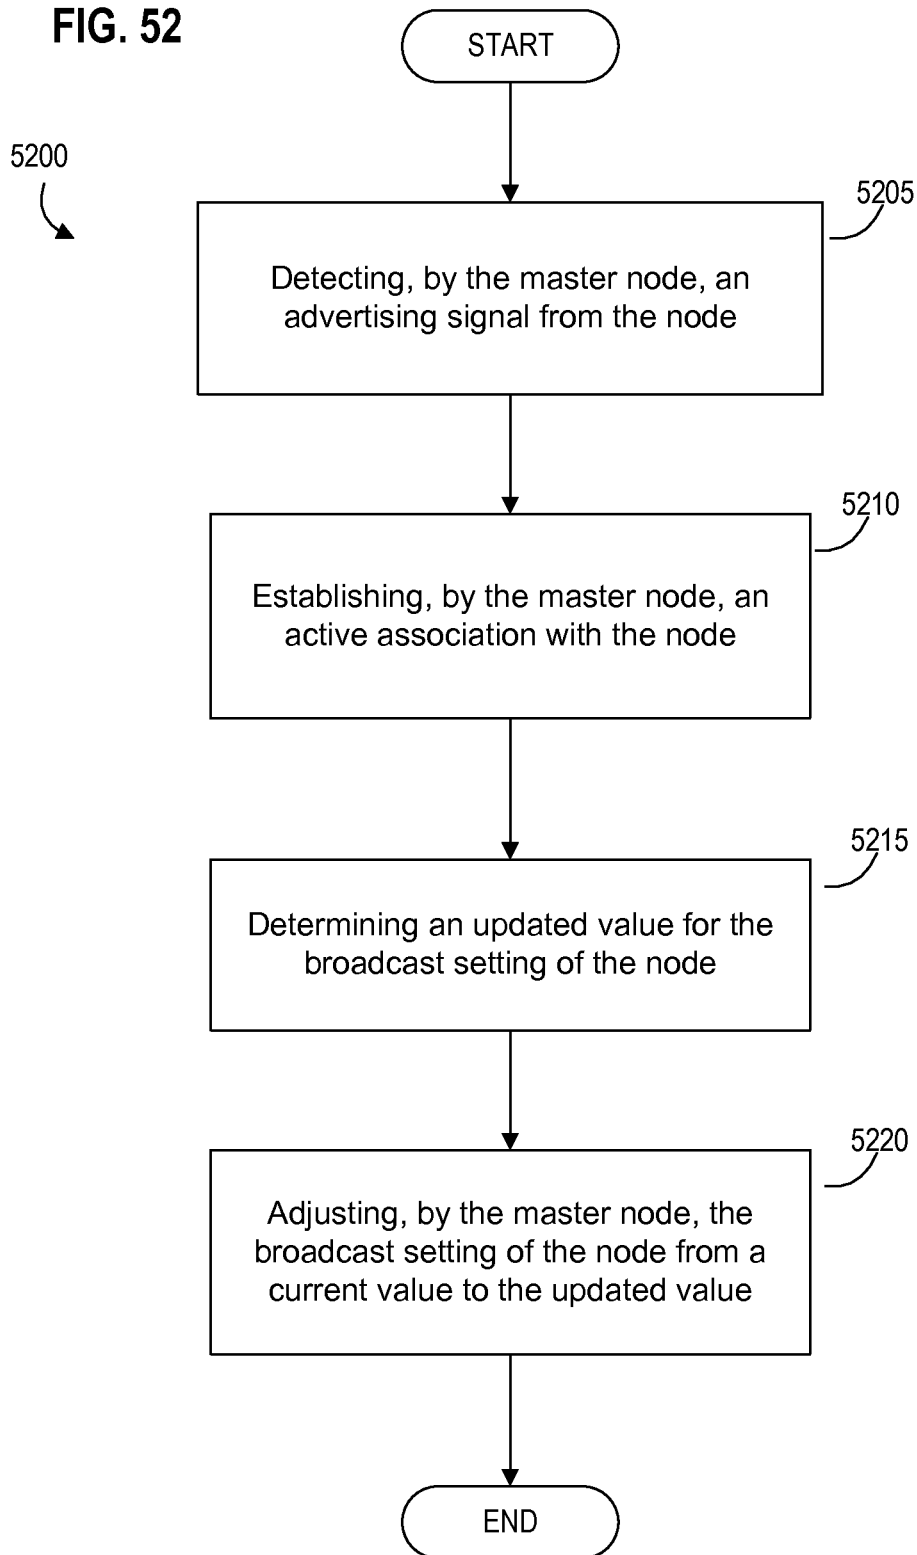 FIG. 52
START
5200
5205
Detecting, by the master node, an
advertising signal from the node
5210
Establishing, by the master node, an
active association with the node
5215
Determining an updated value for the
broadcast setting of the node
5220
Adjusting, by the master node, the
broadcast setting of the node from a
current value to the updated value
END